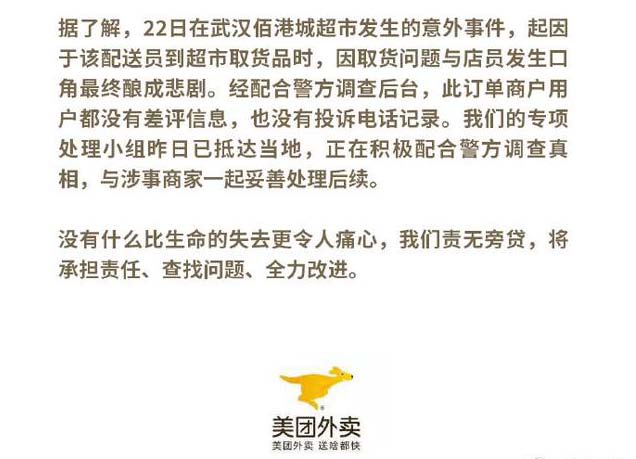 据了解，22日在武汉佰港城超市发生的意外事件，起因
于该配送员到超市取货品时，因取货问题与店员发生口
角最终酿成悲剧。经配合警方调查后台，此订单商户用
户都没有差评信息，也没有投诉电话记录。我们的专项
处理小组昨日已抵达当地，正在积极配合警方调查真
相，与涉事商家一起妥善处理后续。
没有什么比生命的失去更令人痛心，我们责无旁贷，将
承担责任、查找问题、全力改进。
美团外卖
美团外卖 送啥都快